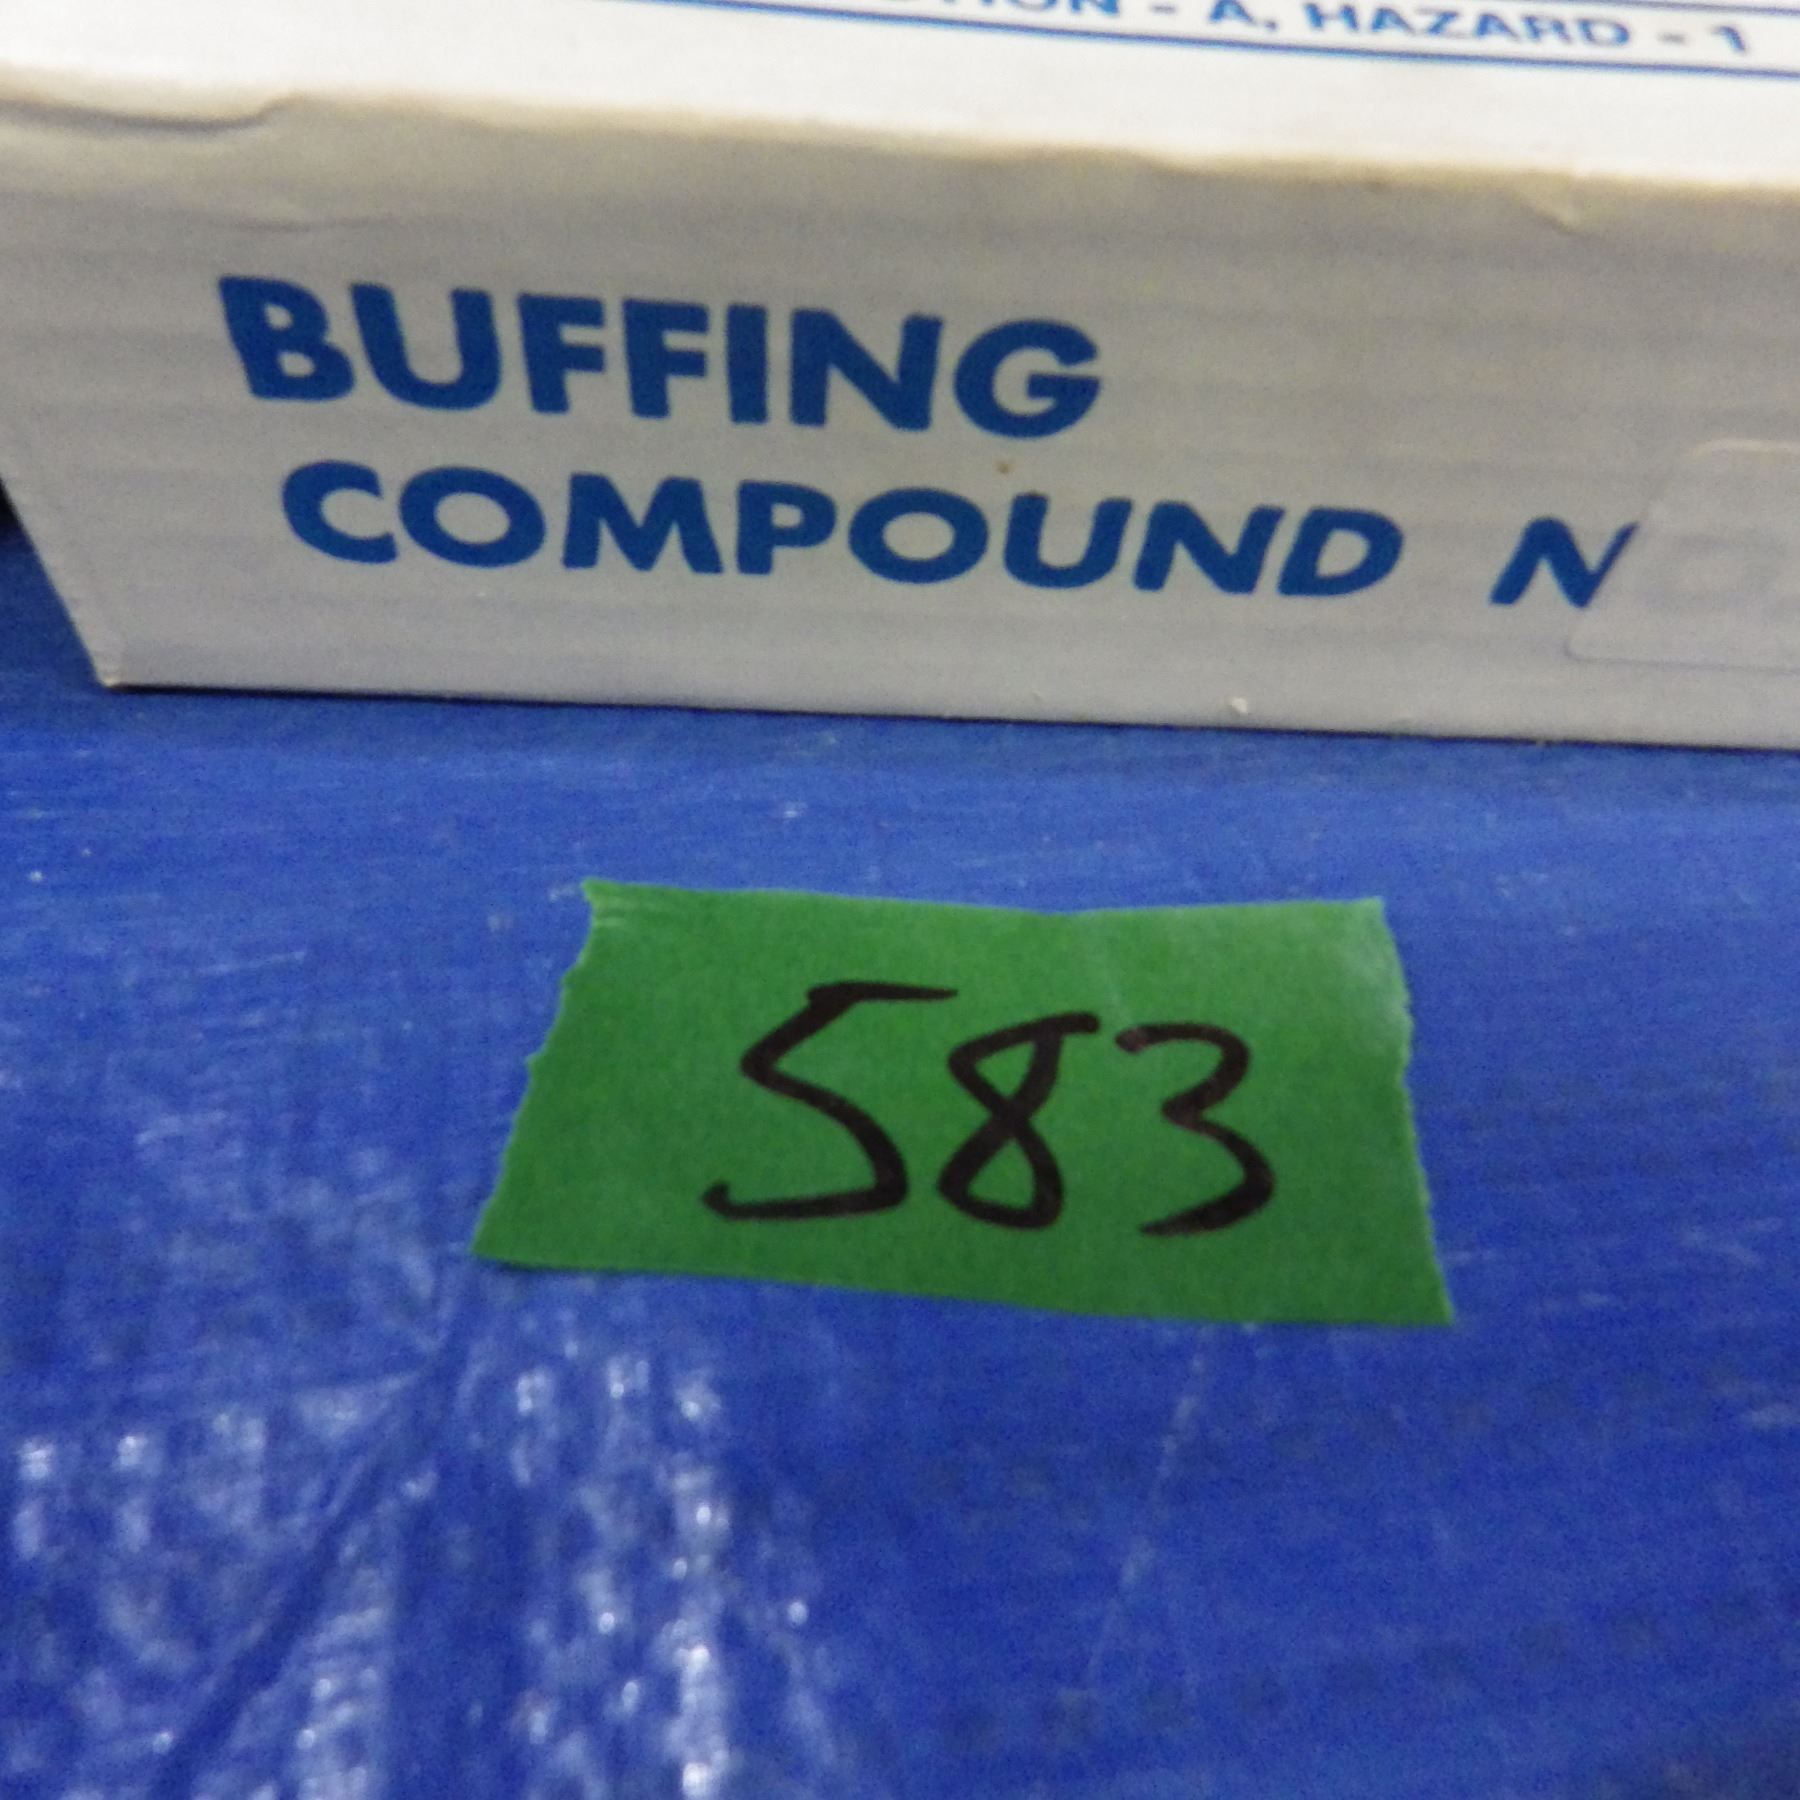 - A, HAZARD - 1
BUFFING
COMPOUND N
583